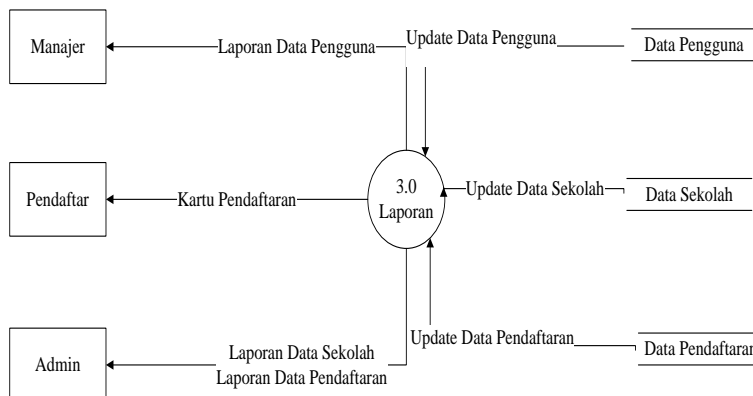 Manajer
Laporan Data Pengguna
Update Data Pengguna
Data Pengguna
Pendaftar
Kartu Pendaftaran
3.0
Laporan
Update Data Sekolah
Data Sekolah
Admin
Laporan Data Sekolah
Laporan Data Pendaftaran
Update Data Pendaftaran
Data Pendaftaran